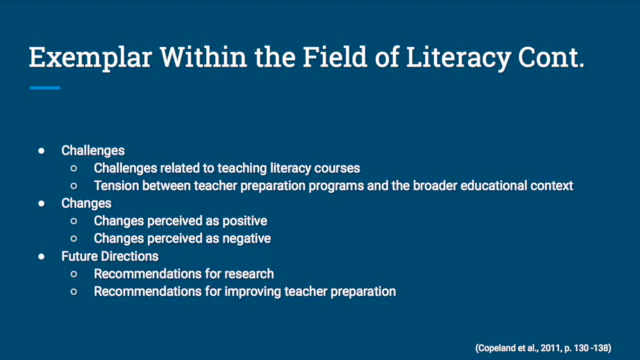 Exemplar Within the Field of Literacy Cont.
● Challenges
○ Challenges related to teaching literacy courses
○ Tension between teacher preparation programs and the broader educational context
● Changes
○ Changes perceived as positive
○ Changes perceived as negative
● Future Directions
○ Recommendations for research
○ Recommendations for improving teacher preparation
(Copeland et al., 2011, p. 130 -138)